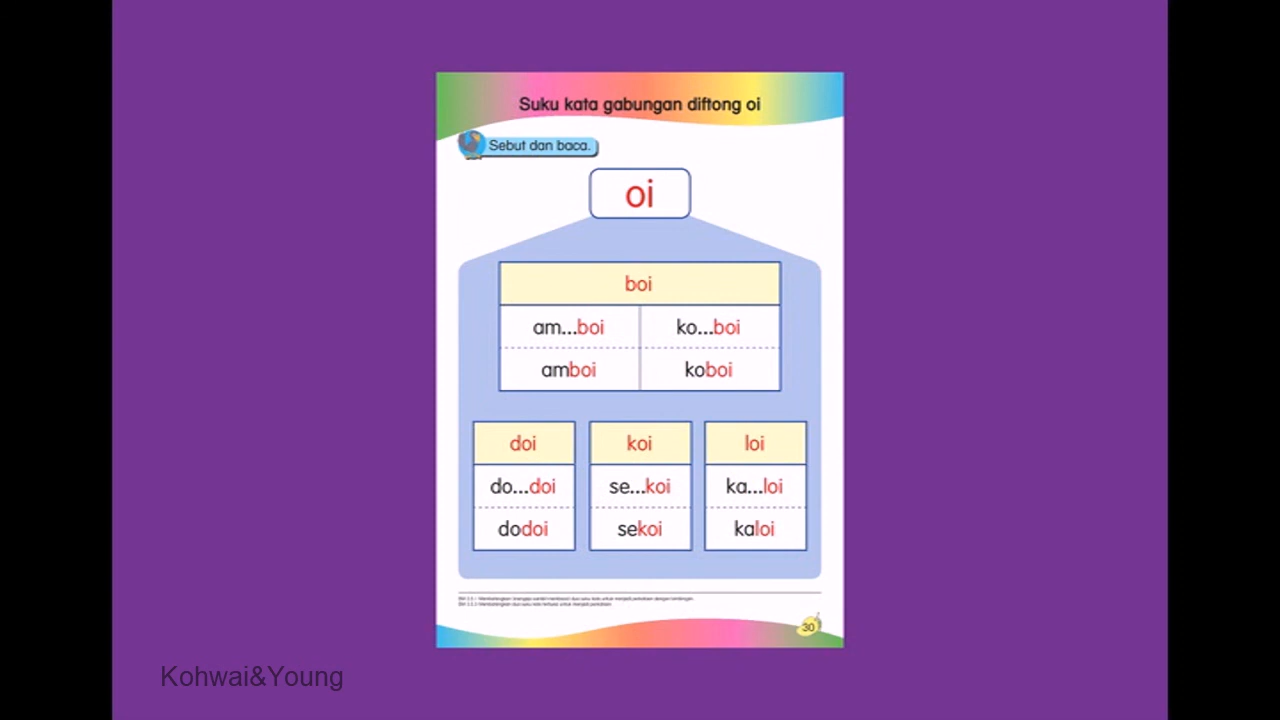 Suku kata gabungan diftong oi
Sebut dan baca.
oi
boi
am...boi ko...boi
amboi koboi
doi koi loi
do...doi se...koi ka...loi
dodoi sekoi kaloi
30
Kohwai&Young